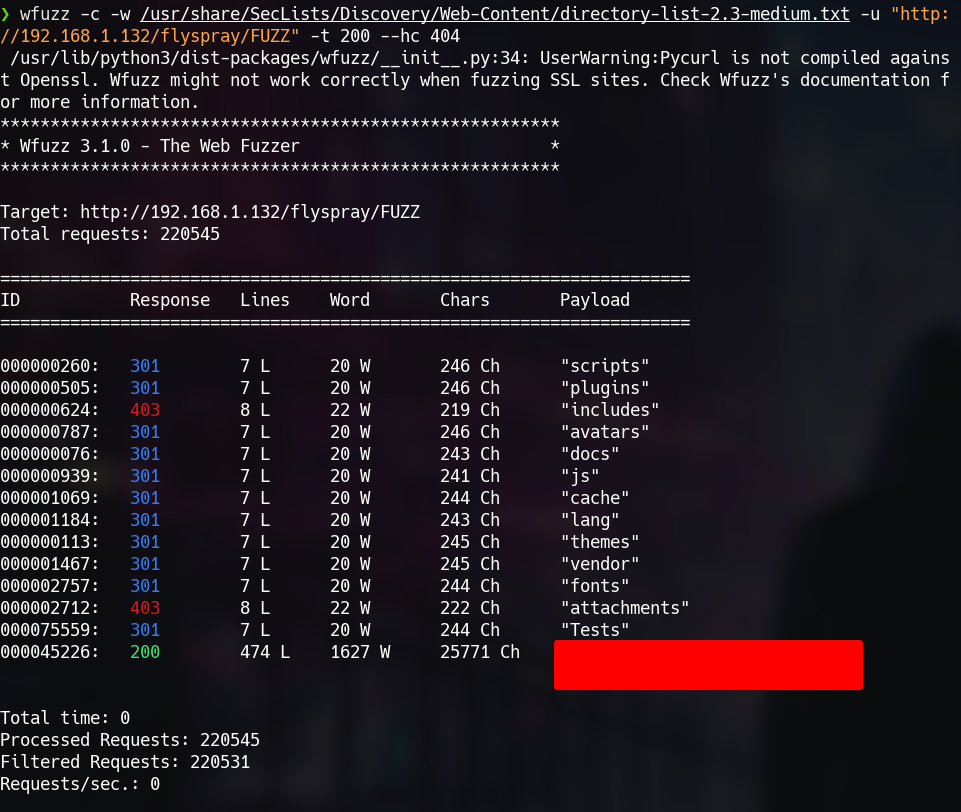 ❯ wfuzz -c -w /usr/share/SecLists/Discovery/Web-Content/directory-list-2.3-medium.txt -u "http:
//192.168.1.132/flyspray/FUZZ" -t 200 --hc 404
 /usr/lib/python3/dist-packages/wfuzz/__init__.py:34: UserWarning:Pycurl is not compiled agains
t Openssl. Wfuzz might not work correctly when fuzzing SSL sites. Check Wfuzz's documentation f
or more information.
********************************************************
* Wfuzz 3.1.0 - The Web Fuzzer                         *
********************************************************
Target: http://192.168.1.132/flyspray/FUZZ
Total requests: 220545
=====================================================================
ID           Response   Lines    Word       Chars       Payload
=====================================================================
000000260:   301        7 L      20 W       246 Ch      "scripts"
000000505:   301        7 L      20 W       246 Ch      "plugins"
000000624:   403        8 L      22 W       219 Ch      "includes"
000000787:   301        7 L      20 W       246 Ch      "avatars"
000000076:   301        7 L      20 W       243 Ch      "docs"
000000939:   301        7 L      20 W       241 Ch      "js"
000001069:   301        7 L      20 W       244 Ch      "cache"
000001184:   301        7 L      20 W       243 Ch      "lang"
000000113:   301        7 L      20 W       245 Ch      "themes"
000001467:   301        7 L      20 W       245 Ch      "vendor"
000002757:   301        7 L      20 W       244 Ch      "fonts"
000002712:   403        8 L      22 W       222 Ch      "attachments"
000075559:   301        7 L      20 W       244 Ch      "Tests"
000045226:   200        474 L    1627 W     25771 Ch
Total time: 0
Processed Requests: 220545
Filtered Requests: 220531
Requests/sec.: 0